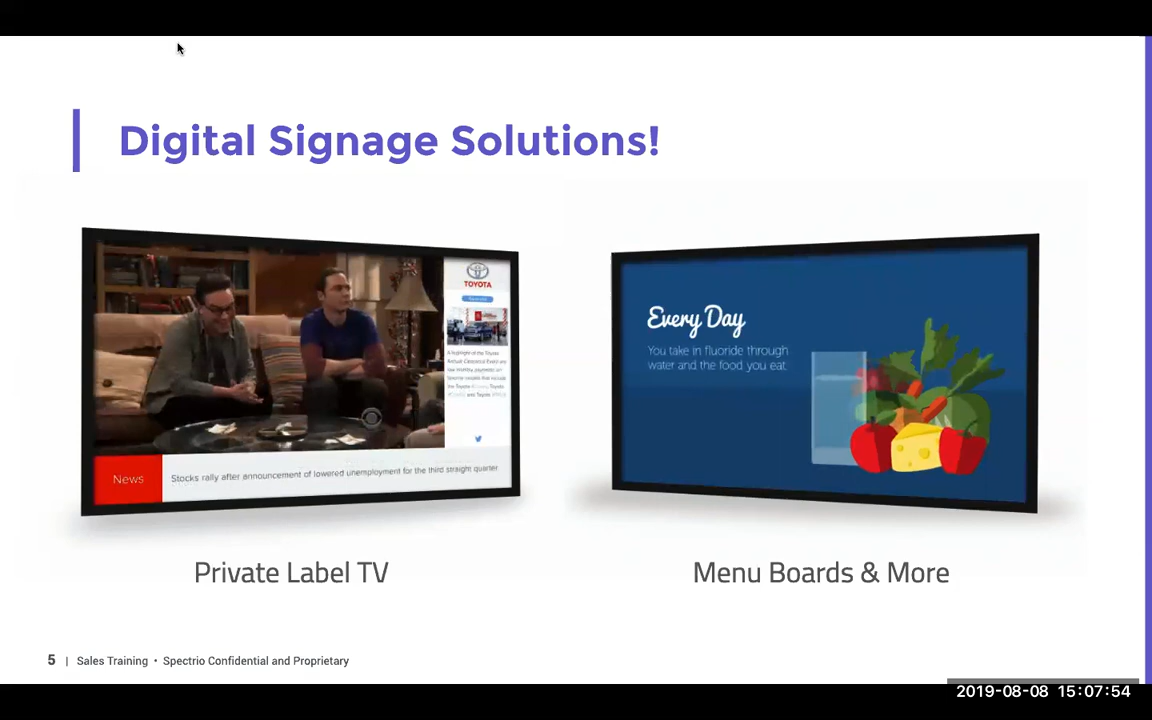 Digital Signage Solutions!
TOYOTA
News
Stocks rally after announcement of lowered unemployment for the third straight quarter
Every Day
You take in fluoride through
water and the food you eat
Private Label TV
Menu Boards & More
5 | Sales Training • Spectrio Confidential and Proprietary
2019-08-08 15:07:54